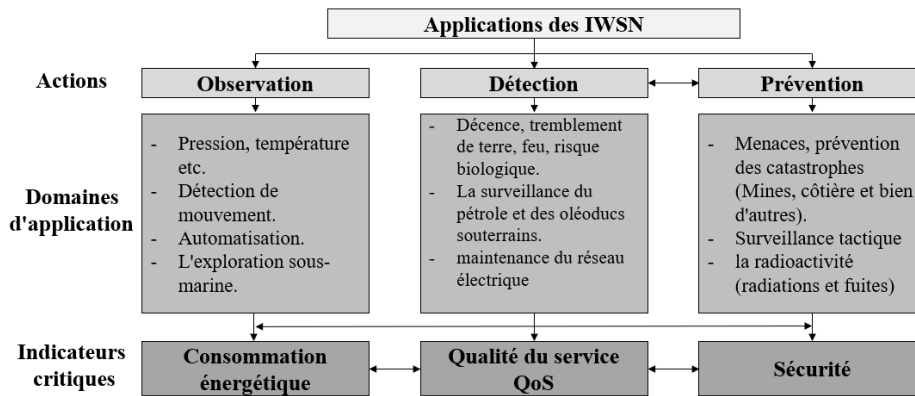 Applications des IWSN
Actions
Observation
Détection
Prévention
Domaines
d'application
- Pression, température
etc.
- Détection de
mouvement.
- Automatisation.
- L'exploration sous-
marine.
- Décence, tremblement
de terre, feu, risque
biologique.
- La surveillance du
pétrole et des oléoducs
souterrains.
- maintenance du réseau
électrique
- Menaces, prévention
des catastrophes
(Mines, côtière et bien
d'autres).
- Surveillance tactique
- la radioactivité
(radiations et fuites)
Indicateurs
critiques
Consommation
énergétique
Qualité du service
QoS
Sécurité